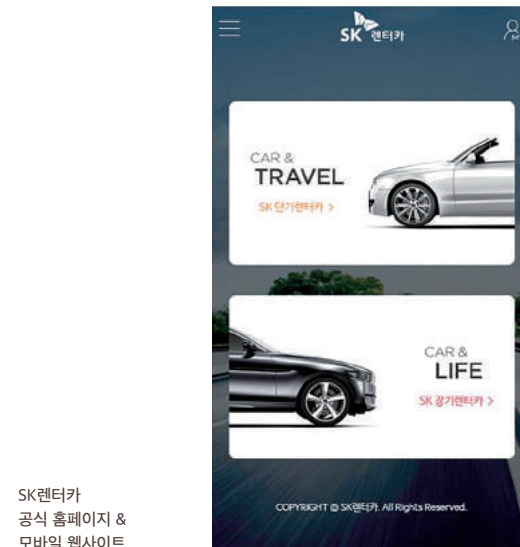 SK 렌터카
CAR &
TRAVEL
SK 단기렌터카 >
CAR &
LIFE
SK 장기렌터카 >
COPYRIGHT © SK렌터카. All Rights Reserved.
SK렌터카
공식 홈페이지 &
모바일 웹사이트